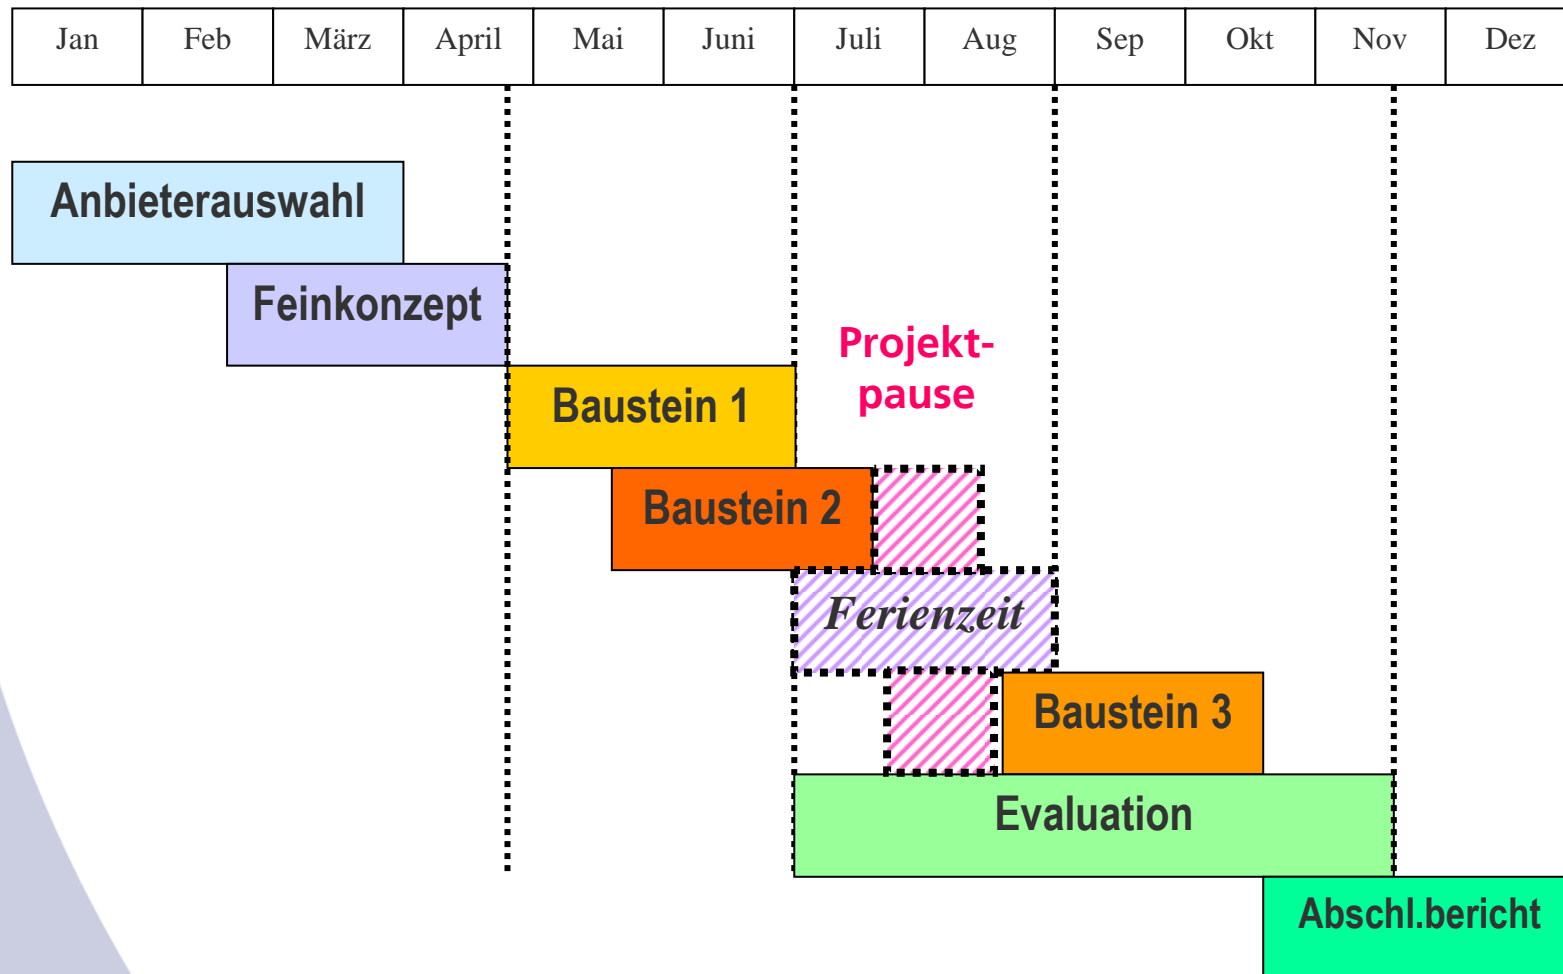 Jan Feb März April Mai Juni Juli Aug Sep Okt Nov Dez
Anbieterauswahl
Feinkonzept
Projekt-
pause
Baustein 1
Baustein 2
Ferienzeit
Baustein 3
Evaluation
Abschl.bericht